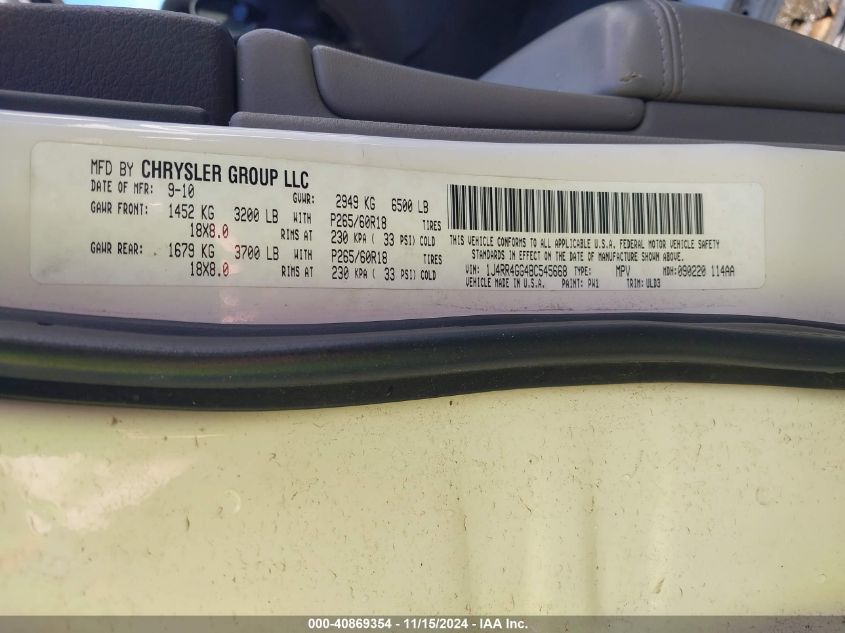 MFD BY CHRYSLER GROUP LLC
DATE OF MFR: 9-10 GVWR: 2949 KG 6500 LB
GAWR FRONT: 1452 KG 3200 LB WITH P265/60R18 TIRES
18X8.0 RIMS AT 230 KPA ( 33 PSI) COLD
GAWR REAR: 1679 KG 3700 LB WITH P265/60R18 TIRES
18X8.0 RIMS AT 230 KPA ( 33 PSI) COLD
THIS VEHICLE CONFORMS TO ALL APPLICABLE U.S.A. FEDERAL MOTOR VEHICLE SAFETY
STANDARDS IN EFFECT ON THE DATE OF MANUFACTURE SHOWN ABOVE.
VIN: 1J4RR4GG4BC545668 TYPE: MPV MDH: 090220 114AA
VEHICLE MADE IN U.S.A. PAINT: PW1 TRIM: ULD3
000-40869354 - 11/15/2024 - IAA Inc.